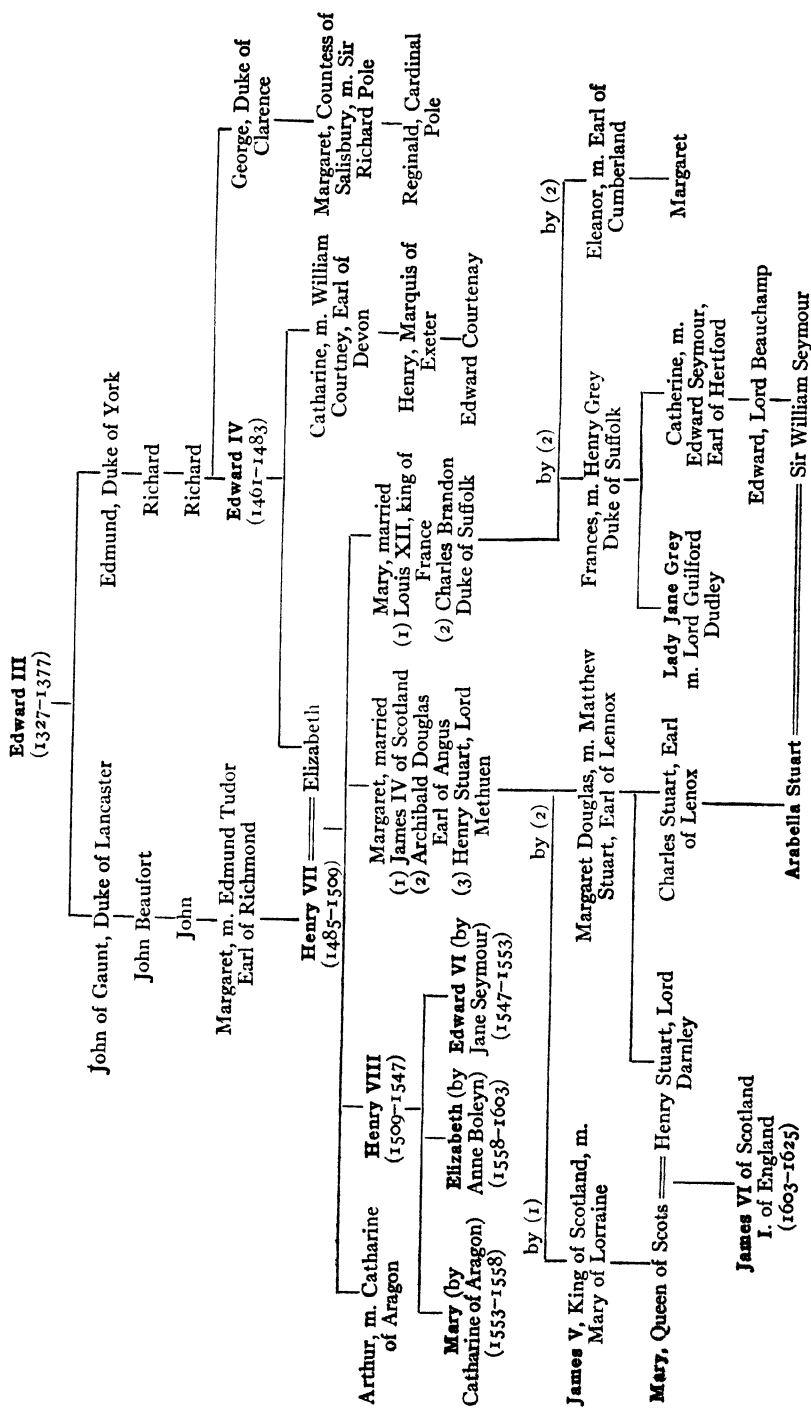 Edward III
(1327–1377)
John of Gaunt, Duke of Lancaster
Edmund, Duke of York
John Beaufort
Richard
John
Richard
Margaret, m. Edmund Tudor
Earl of Richmond
Edward IV
(1461–1483)
George, Duke of
Clarence
Henry VII
(1485–1509)
Elizabeth
Catharine, m. William
Courtney, Earl of
Devon
Margaret, Countess of
Salisbury, m. Sir
Richard Pole
Henry, Marquis of
Exeter
Reginald, Cardinal
Pole
Edward Courtenay
Arthur, m. Catharine
of Aragon
Henry VIII
(1509–1547)
Margaret, married
(1) James IV of Scotland
(2) Archibald Douglas
Earl of Angus
(3) Henry Stuart, Lord
Methuen
Mary, married
(1) Louis XII, king of
France
(2) Charles Brandon
Duke of Suffolk
Mary (by
Catharine of Aragon)
(1553–1558)
Elizabeth (by
Anne Boleyn)
(1558–1603)
Edward VI (by
Jane Seymour)
(1547–1553)
by (1)
by (2)
by (2)
by (2)
James V, King of Scotland, m.
Mary of Lorraine
Margaret Douglas, m. Matthew
Stuart, Earl of Lennox
Frances, m. Henry Grey
Duke of Suffolk
Eleanor, m. Earl of
Cumberland
Mary, Queen of Scots
Henry Stuart, Lord
Darnley
Charles Stuart, Earl
of Lenox
Lady Jane Grey
m. Lord Guilford
Dudley
Catherine, m.
Edward Seymour,
Earl of Hertford
Margaret
James VI of Scotland
I. of England
(1603–1625)
Edward, Lord Beauchamp
Arabella Stuart
Sir William Seymour